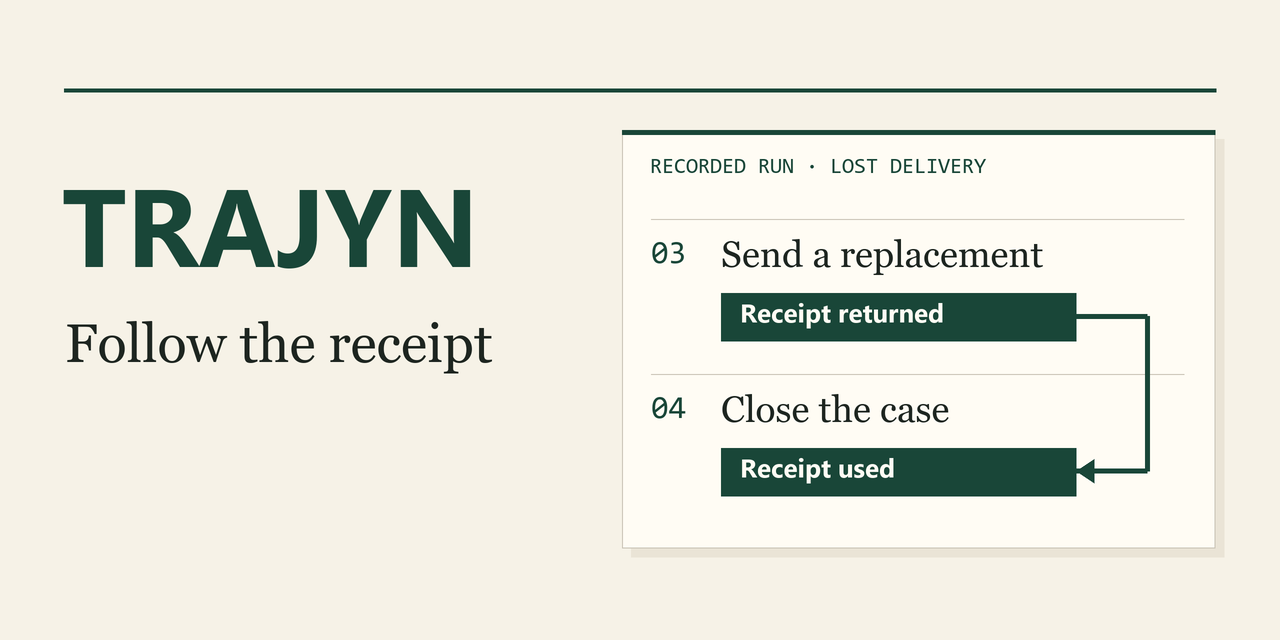 TRAJYN
Follow the receipt
RECORDED RUN · LOST DELIVERY
03 Send a replacement
Receipt returned
04 Close the case
Receipt used